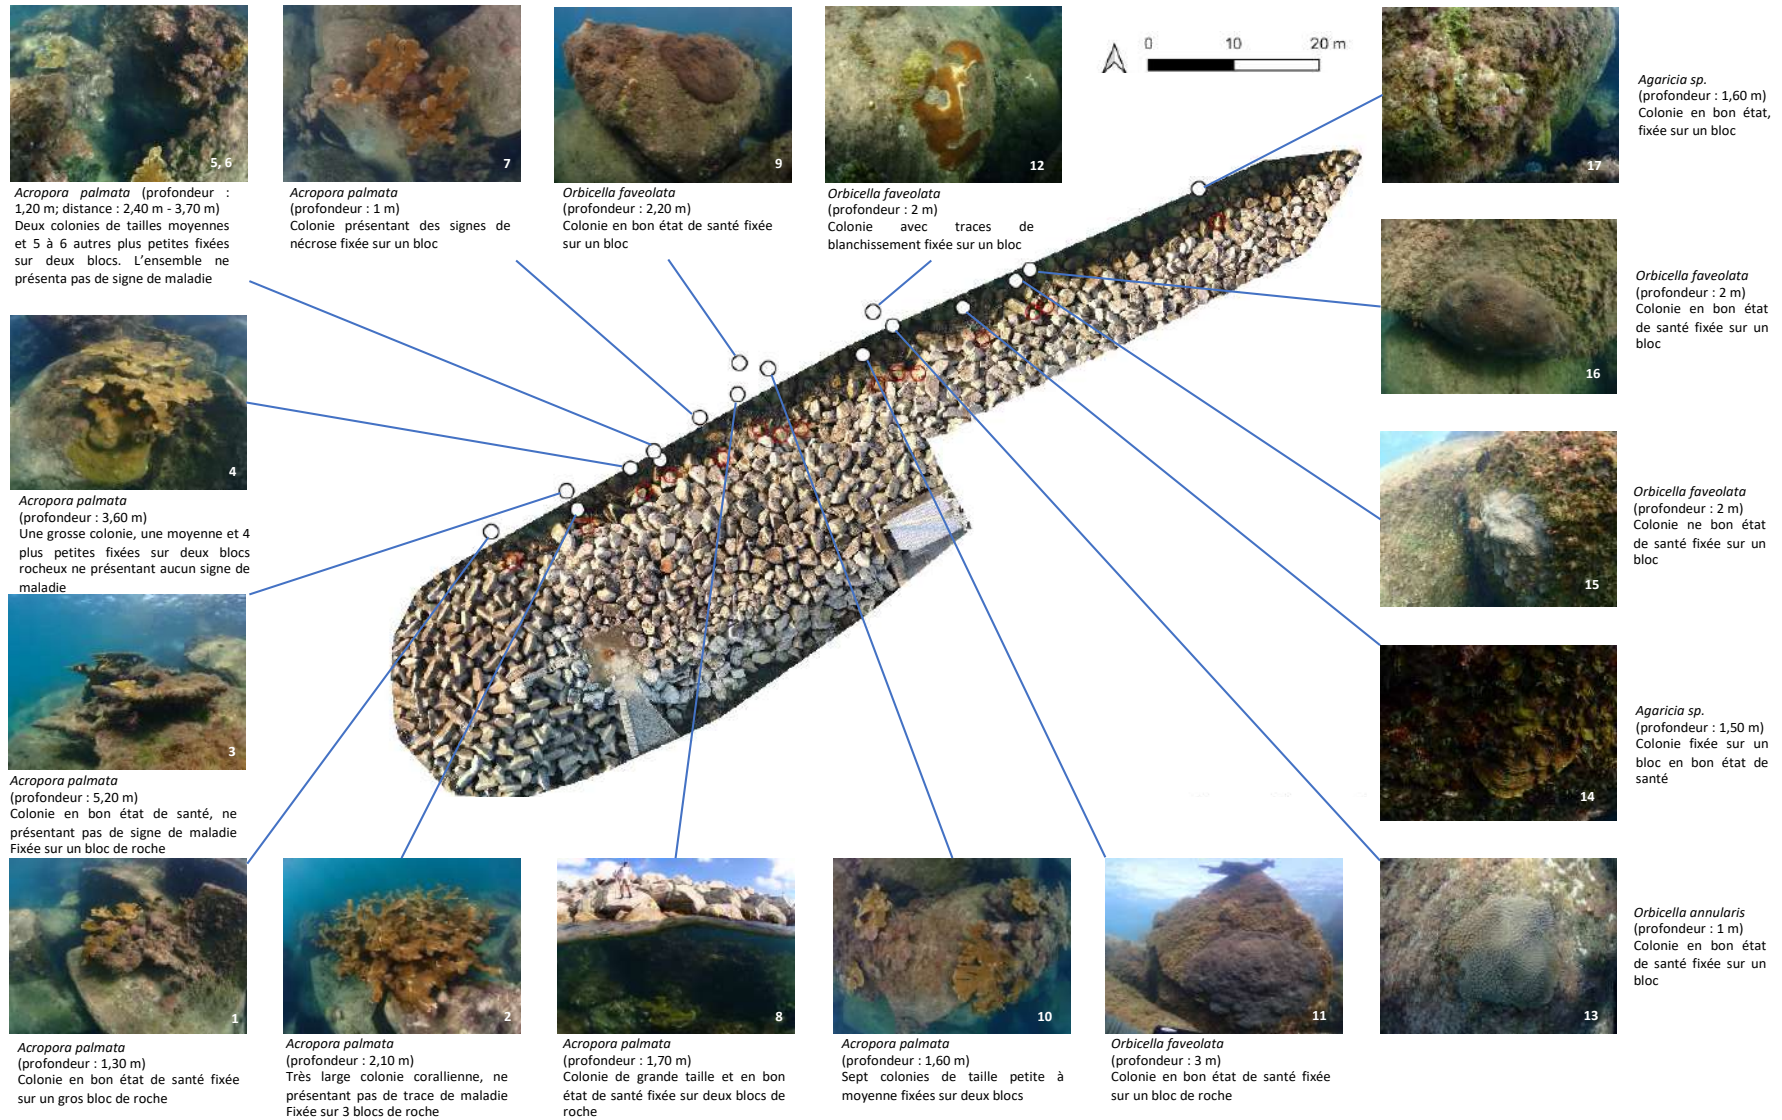 5, 6
Acropora palmata (profondeur :
1,20 m; distance : 2,40 m - 3,70 m)
Deux colonies de tailles moyennes
et 5 à 6 autres plus petites fixées
sur deux blocs. L'ensemble ne
présenta pas de signe de maladie
7
Acropora palmata
(profondeur : 1 m)
Colonie présentant des signes de
nécrose fixée sur un bloc
9
Orbicella faveolata
(profondeur : 2,20 m)
Colonie en bon état de santé fixée
sur un bloc
12
Orbicella faveolata
(profondeur : 2 m)
Colonie avec traces de
blanchissement fixée sur un bloc
0 10 20 m
17
Agaricia sp.
(profondeur : 1,60 m)
Colonie en bon état,
fixée sur un bloc
16
Orbicella faveolata
(profondeur : 2 m)
Colonie en bon état
de santé fixée sur un
bloc
4
Acropora palmata
(profondeur : 3,60 m)
Une grosse colonie, une moyenne et 4
plus petites fixées sur deux blocs
rocheux ne présentant aucun signe de
maladie
15
Orbicella faveolata
(profondeur : 2 m)
Colonie ne bon état
de santé fixée sur un
bloc
3
Acropora palmata
(profondeur : 5,20 m)
Colonie en bon état de santé, ne
présentant pas de signe de maladie
Fixée sur un bloc de roche
14
Agaricia sp.
(profondeur : 1,50 m)
Colonie fixée sur un
bloc en bon état de
santé
1
Acropora palmata
(profondeur : 1,30 m)
Colonie en bon état de santé fixée
sur un gros bloc de roche
2
Acropora palmata
(profondeur : 2,10 m)
Très large colonie corallienne, ne
présentant pas de trace de maladie
Fixée sur 3 blocs de roche
8
Acropora palmata
(profondeur : 1,70 m)
Colonie de grande taille et en bon
état de santé fixée sur deux blocs de
roche
10
Acropora palmata
(profondeur : 1,60 m)
Sept colonies de taille petite à
moyenne fixées sur deux blocs
11
Orbicella faveolata
(profondeur : 3 m)
Colonie en bon état de santé fixée
sur un bloc de roche
13
Orbicella annularis
(profondeur : 1 m)
Colonie en bon état
de santé fixée sur un
bloc